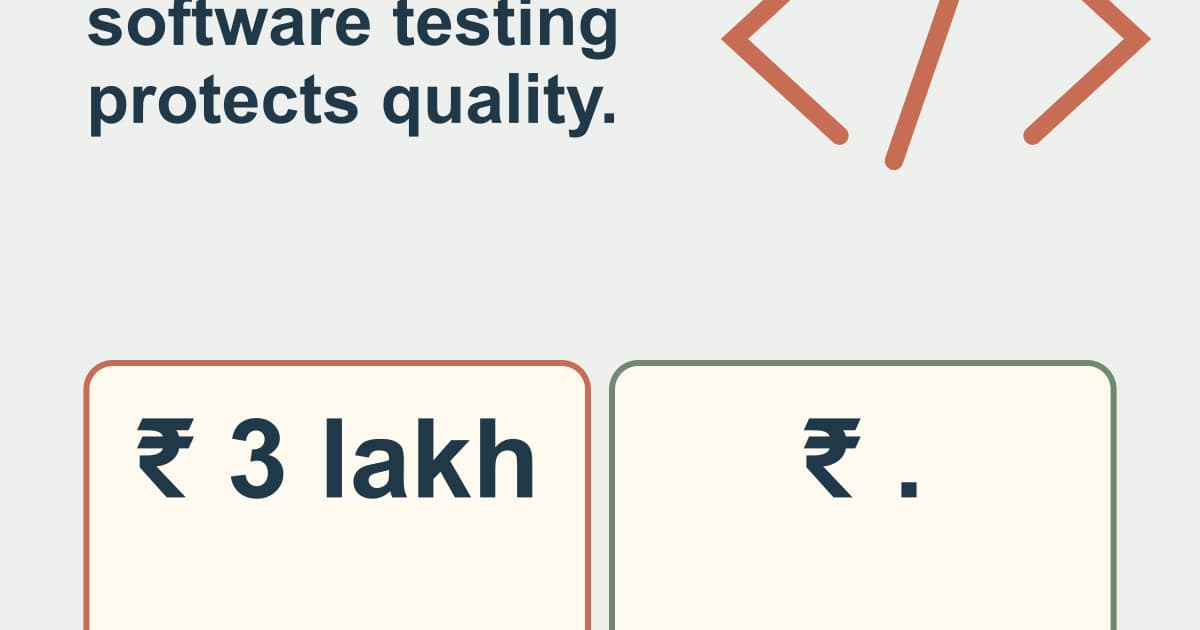 software testing
protects quality.
₹ 3 lakh
₹ .